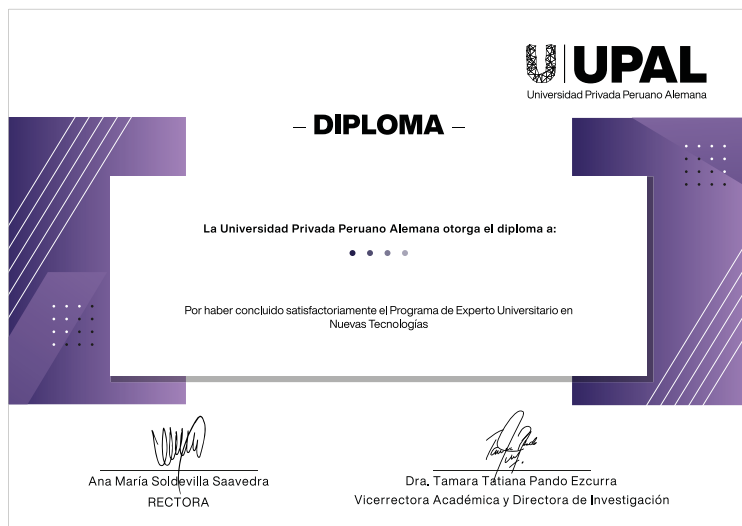 UPAL
Universidad Privada Peruano Alemana
– DIPLOMA –
La Universidad Privada Peruano Alemana otorga el diploma a:
Por haber concluido satisfactoriamente el Programa de Experto Universitario en
Nuevas Tecnologías
Ana María Soldevilla Saavedra
RECTORA
Dra. Tamara Tatiana Pando Ezcurra
Vicerrectora Académica y Directora de Investigación